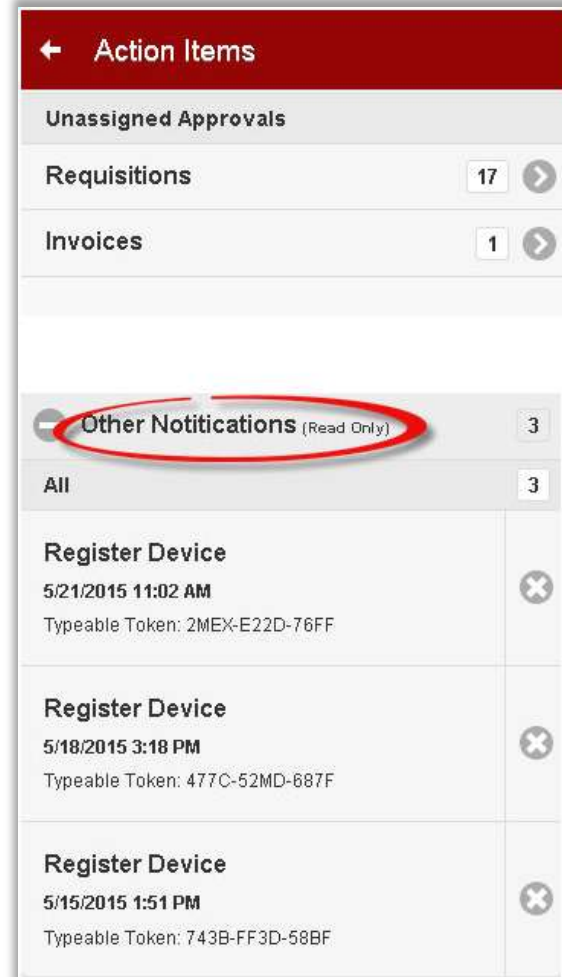 Action Items
Unassigned Approvals
Requisitions 17
Invoices 1
Other Notitications (Read Only) 3
All 3
Register Device
5/21/2015 11:02 AM
Typeable Token: 2MEX-E22D-76FF
Register Device
5/18/2015 3:18 PM
Typeable Token: 477C-52MD-687F
Register Device
5/15/2015 1:51 PM
Typeable Token: 743B-FF3D-58BF